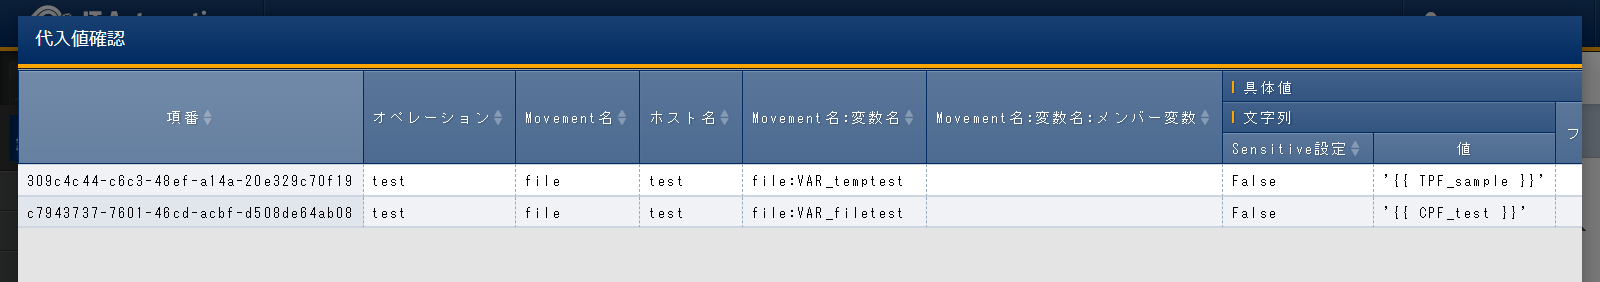 代入値確認
項番 オペレーション Movement名 ホスト名 Movement名:変数名 Movement名:変数名:メンバー変数 具体値
文字列
Sensitive設定 値 フ
309c4c44-c6c3-48ef-a14a-20e329c70f19 test file test file:VAR_temptest False '{{ TPF_sample }}'
c7943737-7601-46cd-acbf-d508de64ab08 test file test file:VAR_filetest False '{{ CPF_test }}'